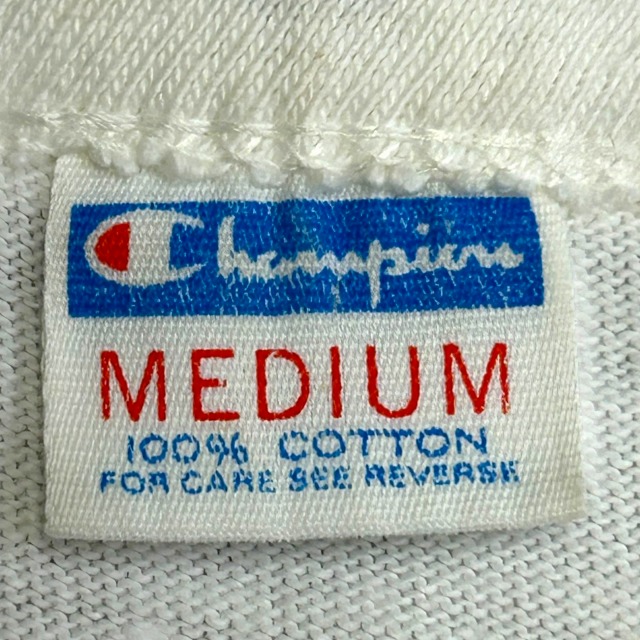 Champion
MEDIUM
100% COTTON
FOR CARE SEE REVERSE